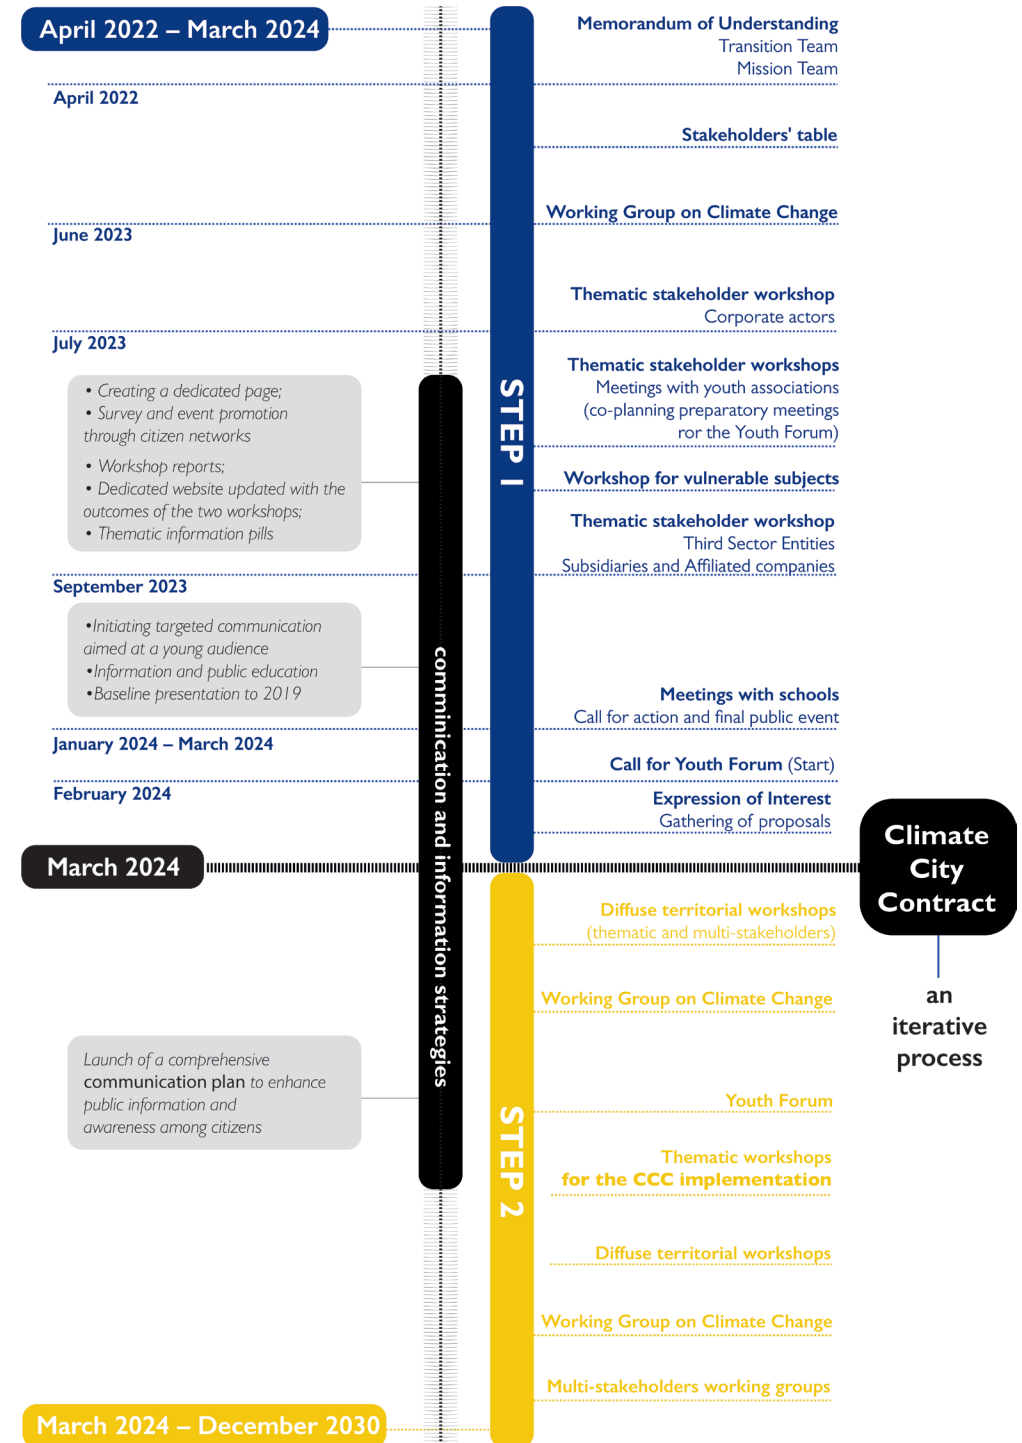 April 2022 – March 2024
Memorandum of Understanding
Transition Team
Mission Team
April 2022
Stakeholders' table
Working Group on Climate Change
June 2023
Thematic stakeholder workshop
Corporate actors
July 2023
Thematic stakeholder workshops
Meetings with youth associations
(co-planning preparatory meetings
ror the Youth Forum)
• Creating a dedicated page;
• Survey and event promotion
through citizen networks
• Workshop reports;
• Dedicated website updated with the
outcomes of the two workshops;
• Thematic information pills
STEP 1
Workshop for vulnerable subjects
Thematic stakeholder workshop
Third Sector Entities
Subsidiaries and Affiliated companies
September 2023
•Initiating targeted communication
aimed at a young audience
•Information and public education
•Baseline presentation to 2019
comminication and information strategies
Meetings with schools
Call for action and final public event
January 2024 – March 2024
Call for Youth Forum (Start)
February 2024
Expression of Interest
Gathering of proposals
March 2024
Climate
City
Contract
an
iterative
process
Diffuse territorial workshops
(thematic and multi-stakeholders)
Working Group on Climate Change
Launch of a comprehensive
communication plan to enhance
public information and
awareness among citizens
STEP 2
Youth Forum
Thematic workshops
for the CCC implementation
Diffuse territorial workshops
Working Group on Climate Change
Multi-stakeholders working groups
March 2024 – December 2030